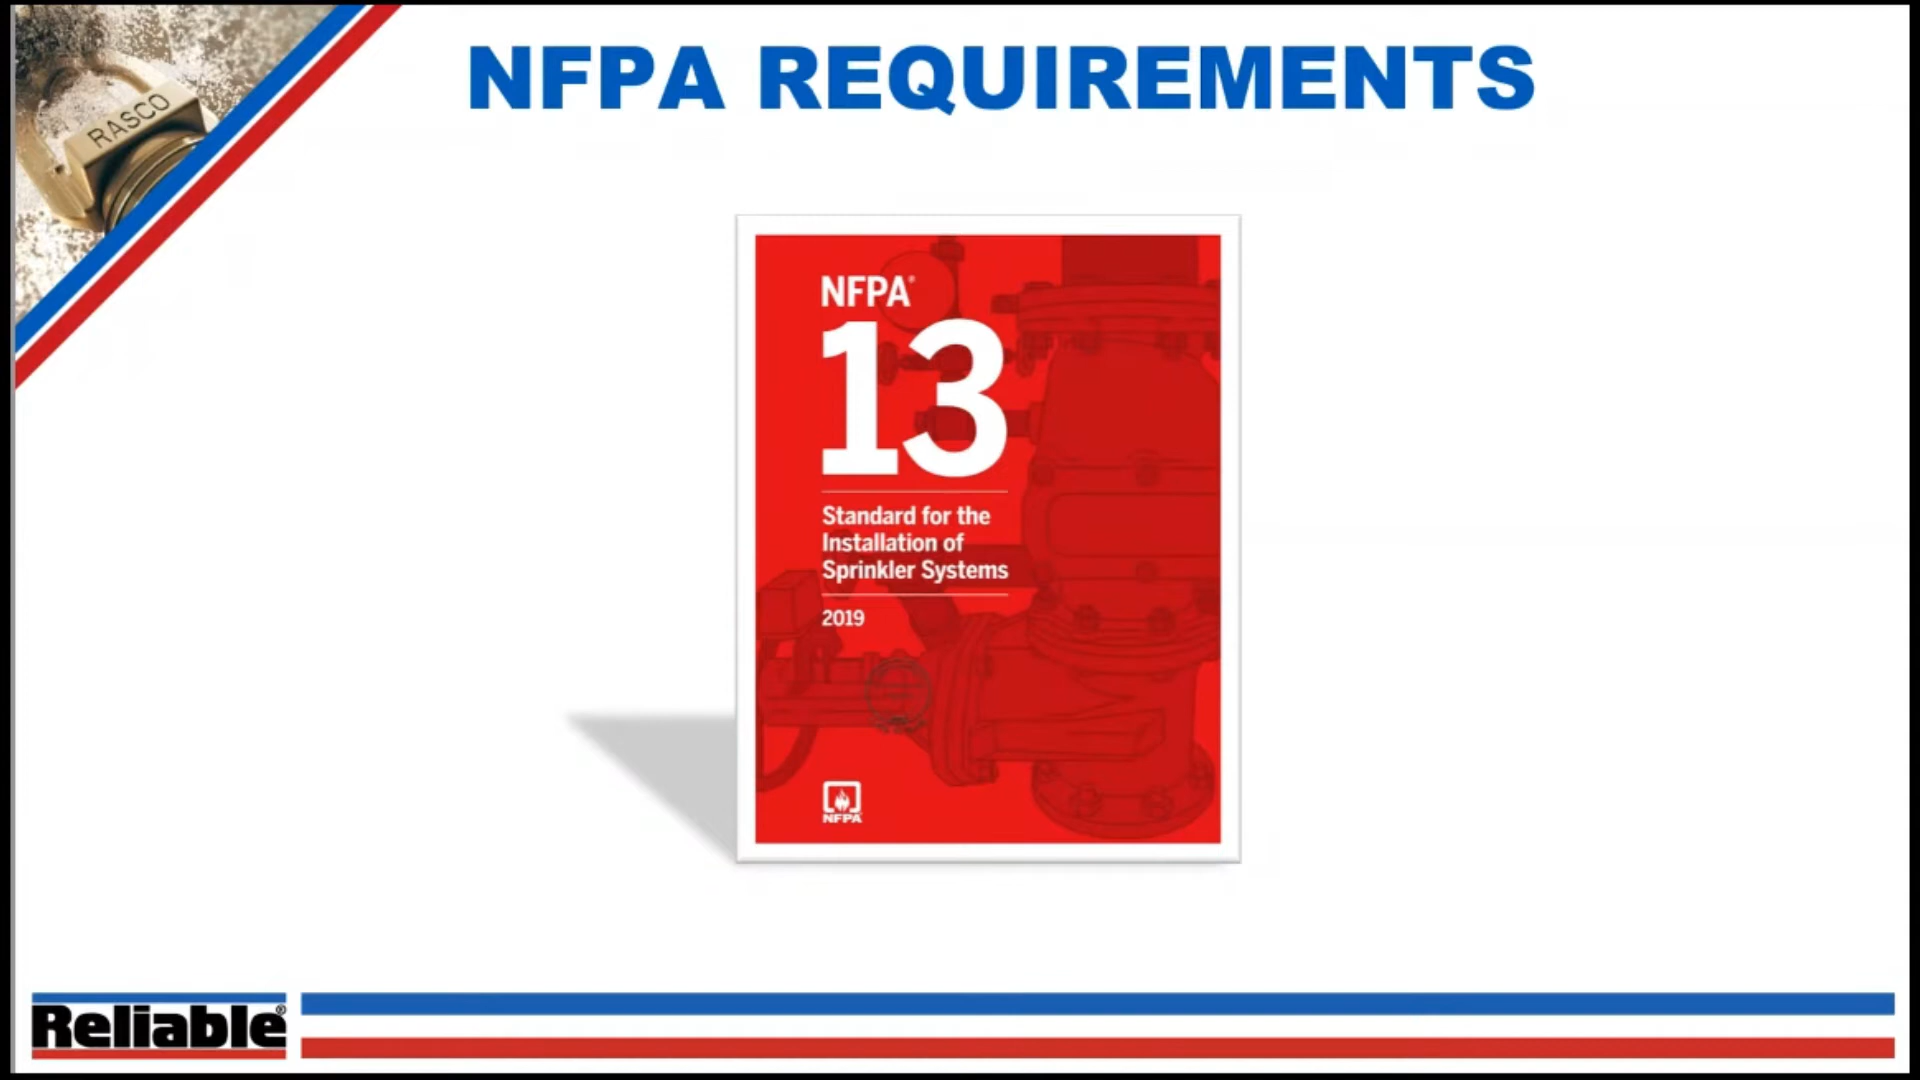 NFPA REQUIREMENTS
RASCO
NFPA®
13
Standard for the
Installation of
Sprinkler Systems
2019
NFPA
Reliable®